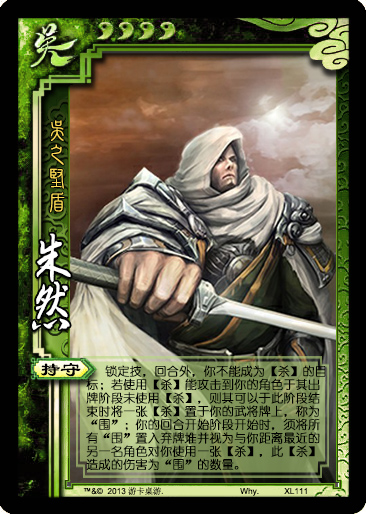 吴
吳之堅盾
朱然
持守
锁定技，回合外，你不能成为【杀】的目
标；若使用【杀】能攻击到你的角色于其出
牌阶段未使用【杀】，则其可以于此阶段结
束时将一张【杀】置于你的武将牌上，称为
“围”；你的回合开始阶段开始时，须将所
有“围”置入弃牌堆并视为与你距离最近的
另一名角色对你使用一张【杀】，此【杀】
造成的伤害为“围”的数量。
™&© 2013 游卡桌游. Why. XL111